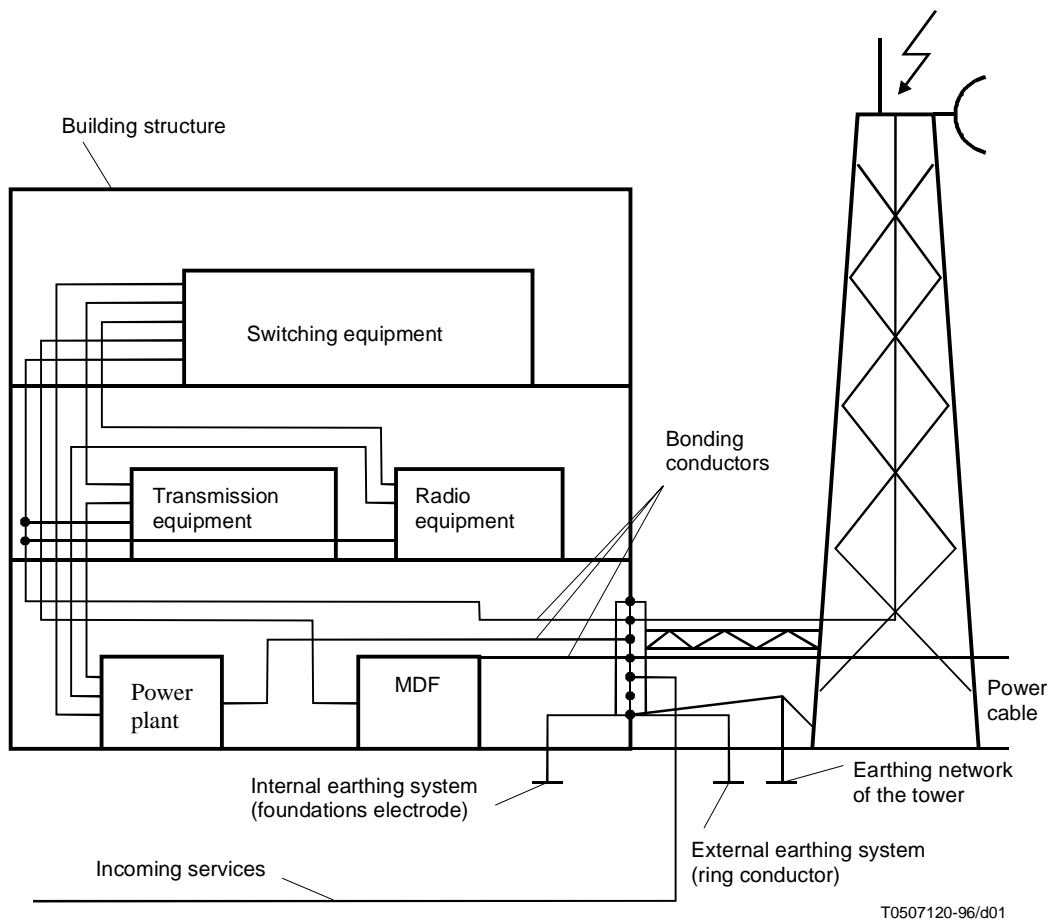 Building structure
Switching equipment
Bonding
conductors
Transmission
equipment
Radio
equipment
Power
plant
MDF
Power
cable
Internal earthing system
(foundations electrode)
Earthing network
of the tower
External earthing system
(ring conductor)
Incoming services
T0507120-96/d01